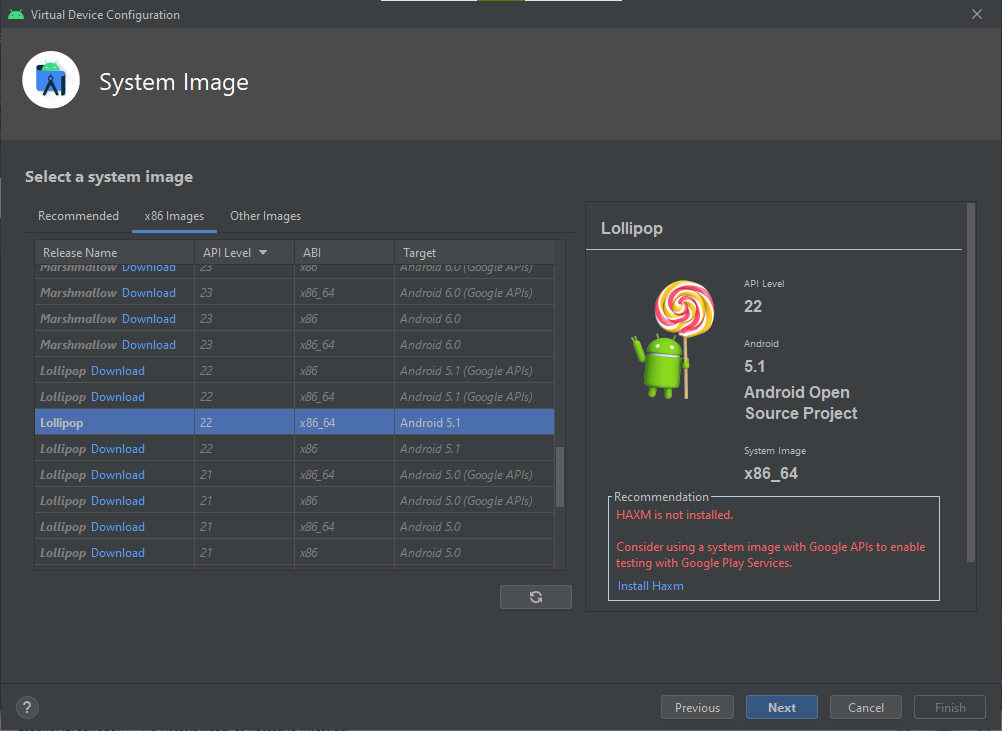 Virtual Device Configuration
System Image
Select a system image
Recommended x86 Images Other Images
Release Name API Level ABI Target
Marshmallow Download 23 x86 Android 6.0 (Google APIs)
Marshmallow Download 23 x86_64 Android 6.0 (Google APIs)
Marshmallow Download 23 x86 Android 6.0
Marshmallow Download 23 x86_64 Android 6.0
Lollipop Download 22 x86 Android 5.1 (Google APIs)
Lollipop Download 22 x86_64 Android 5.1 (Google APIs)
Lollipop 22 x86_64 Android 5.1
Lollipop Download 22 x86 Android 5.1
Lollipop Download 21 x86_64 Android 5.0 (Google APIs)
Lollipop Download 21 x86 Android 5.0 (Google APIs)
Lollipop Download 21 x86_64 Android 5.0
Lollipop Download 21 x86 Android 5.0
Lollipop
API Level
22
Android
5.1
Android Open
Source Project
System Image
x86_64
Recommendation
HAXM is not installed.
Consider using a system image with Google APIs to enable
testing with Google Play Services.
Install Haxm
? Previous Next Cancel Finish